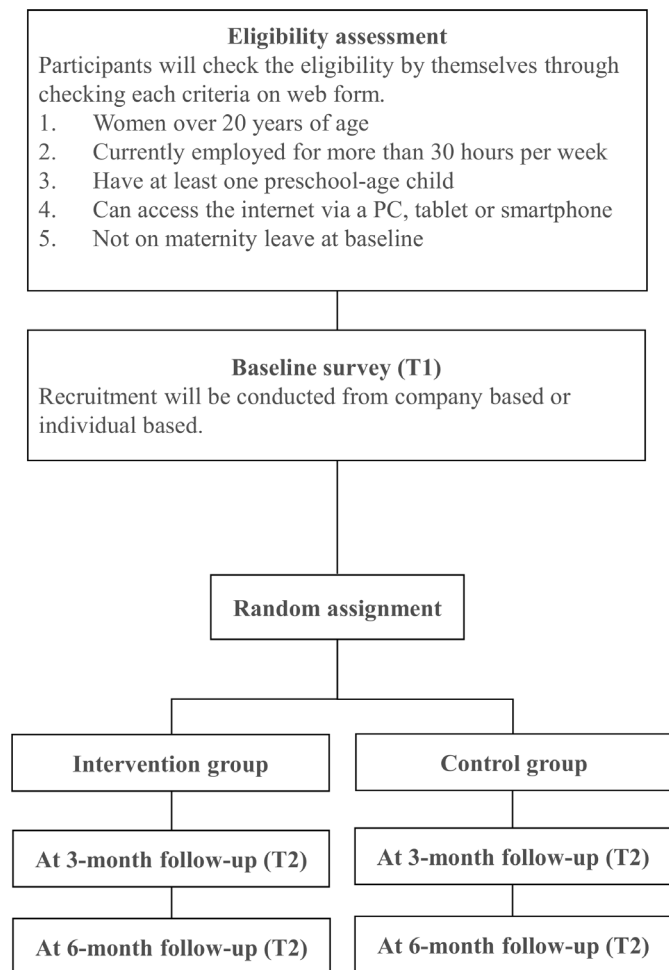 Eligibility assessment
Participants will check the eligibility by themselves through
checking each criteria on web form.
1. Women over 20 years of age
2. Currently employed for more than 30 hours per week
3. Have at least one preschool-age child
4. Can access the internet via a PC, tablet or smartphone
5. Not on maternity leave at baseline
Baseline survey (T1)
Recruitment will be conducted from company based or
individual based.
Random assignment
Intervention group
Control group
At 3-month follow-up (T2)
At 3-month follow-up (T2)
At 6-month follow-up (T2)
At 6-month follow-up (T2)